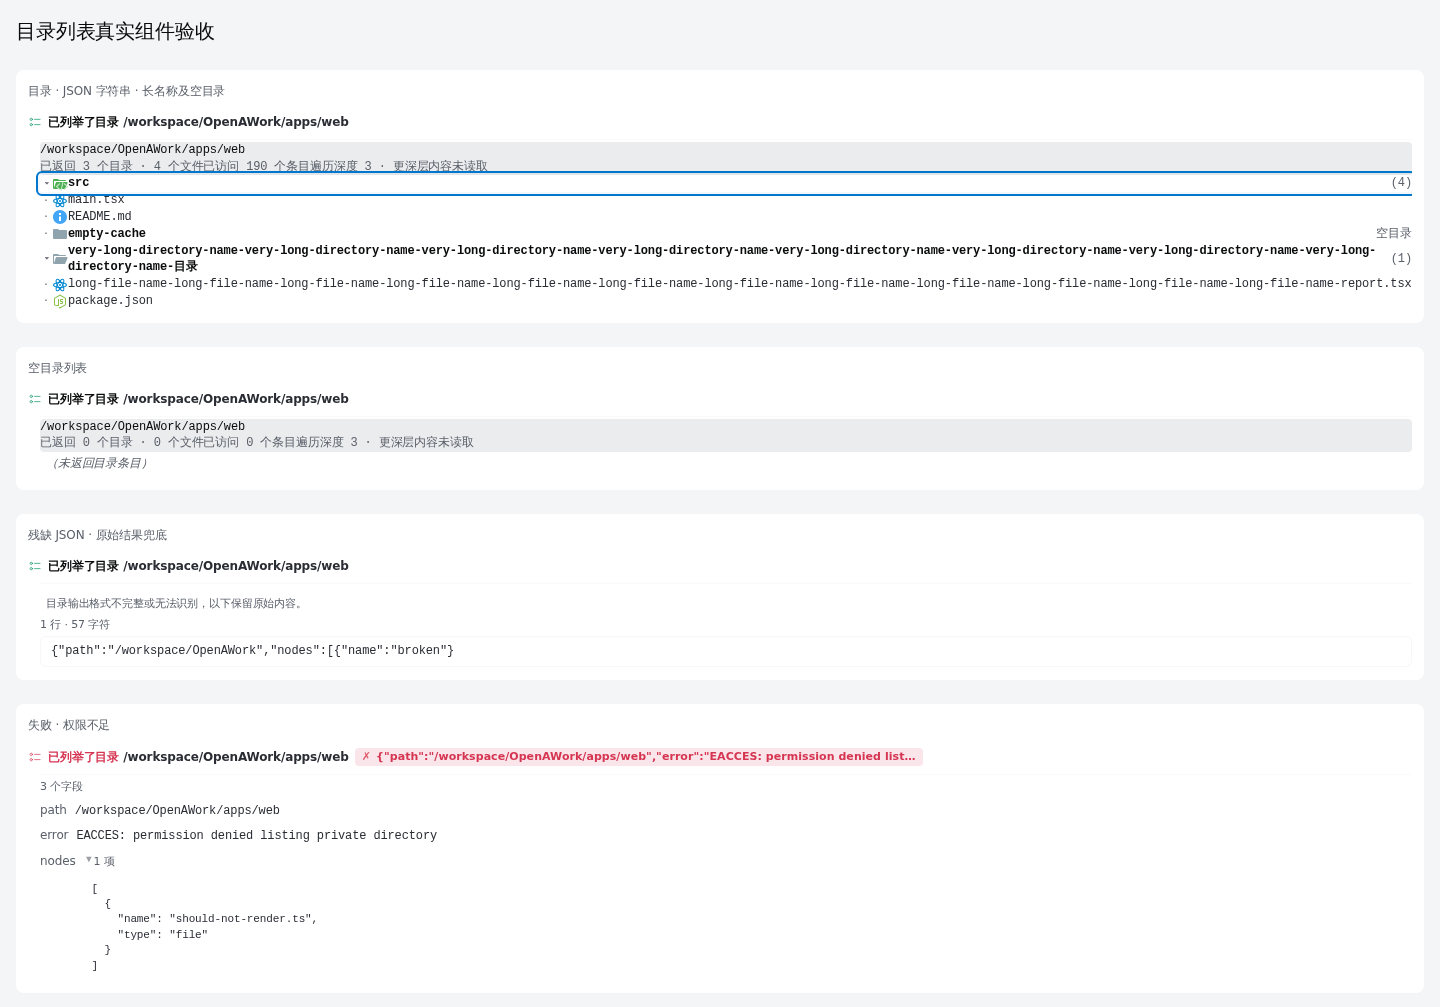 目录列表真实组件验收
目录 · JSON 字符串 · 长名称及空目录
已列举了目录 /workspace/OpenAWork/apps/web
/workspace/OpenAWork/apps/web
已返回 3 个目录 · 4 个文件已访问 190 个条目遍历深度 3 · 更深层内容未读取
src (4)
main.tsx
README.md
empty-cache 空目录
very-long-directory-name-very-long-directory-name-very-long-directory-name-very-long-directory-name-very-long-directory-name-very-long-directory-name-very-long-directory-name-very-long-
directory-name-目录 (1)
long-file-name-long-file-name-long-file-name-long-file-name-long-file-name-long-file-name-long-file-name-long-file-name-long-file-name-long-file-name-long-file-name-long-file-name-report.tsx
package.json
空目录列表
已列举了目录 /workspace/OpenAWork/apps/web
/workspace/OpenAWork/apps/web
已返回 0 个目录 · 0 个文件已访问 0 个条目遍历深度 3 · 更深层内容未读取
（未返回目录条目）
残缺 JSON · 原始结果兜底
已列举了目录 /workspace/OpenAWork/apps/web
目录输出格式不完整或无法识别，以下保留原始内容。
1 行 · 57 字符
{"path":"/workspace/OpenAWork","nodes":[{"name":"broken"}
失败 · 权限不足
已列举了目录 /workspace/OpenAWork/apps/web ✗ {"path":"/workspace/OpenAWork/apps/web","error":"EACCES: permission denied list…
3 个字段
path /workspace/OpenAWork/apps/web
error EACCES: permission denied listing private directory
nodes ▼1 项
[
{
"name": "should-not-render.ts",
"type": "file"
}
]